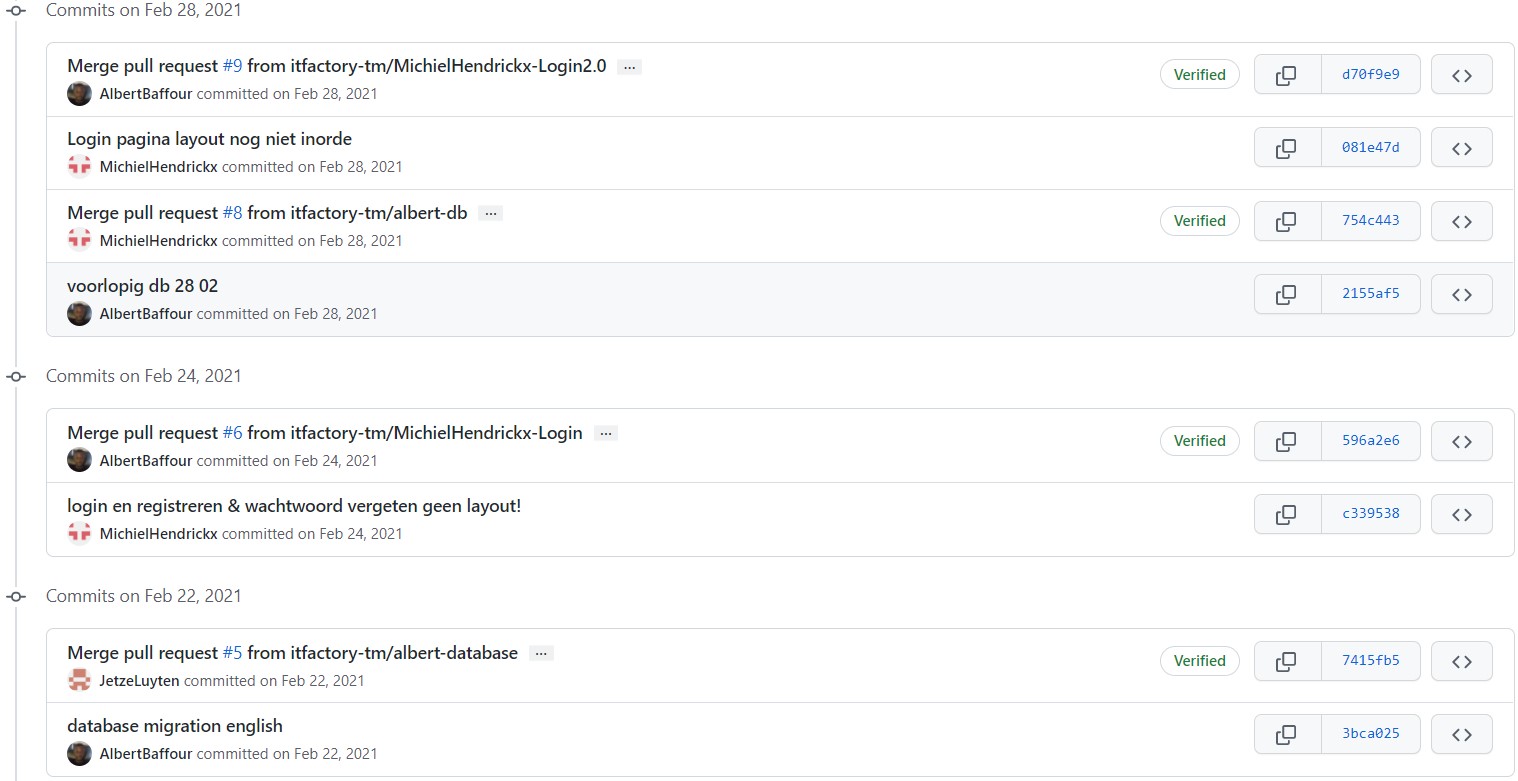 Commits on Feb 28, 2021
Merge pull request #9 from itfactory-tm/MichielHendrickx-Login2.0 ...
AlbertBaffour committed on Feb 28, 2021
Verified
d70f9e9
Login pagina layout nog niet inorde
MichielHendrickx committed on Feb 28, 2021
081e47d
Merge pull request #8 from itfactory-tm/albert-db ...
MichielHendrickx committed on Feb 28, 2021
Verified
754c443
voorlopig db 28 02
AlbertBaffour committed on Feb 28, 2021
2155af5
Commits on Feb 24, 2021
Merge pull request #6 from itfactory-tm/MichielHendrickx-Login ...
AlbertBaffour committed on Feb 24, 2021
Verified
596a2e6
login en registreren & wachtwoord vergeten geen layout!
MichielHendrickx committed on Feb 24, 2021
c339538
Commits on Feb 22, 2021
Merge pull request #5 from itfactory-tm/albert-database ...
JetzeLuyten committed on Feb 22, 2021
Verified
7415fb5
database migration english
AlbertBaffour committed on Feb 22, 2021
3bca025